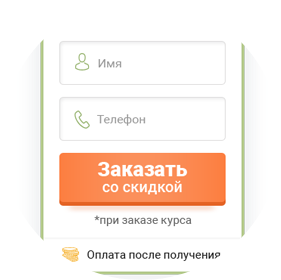 Имя
Телефон
Заказать
со скидкой
*при заказе курса
Оплата после получения